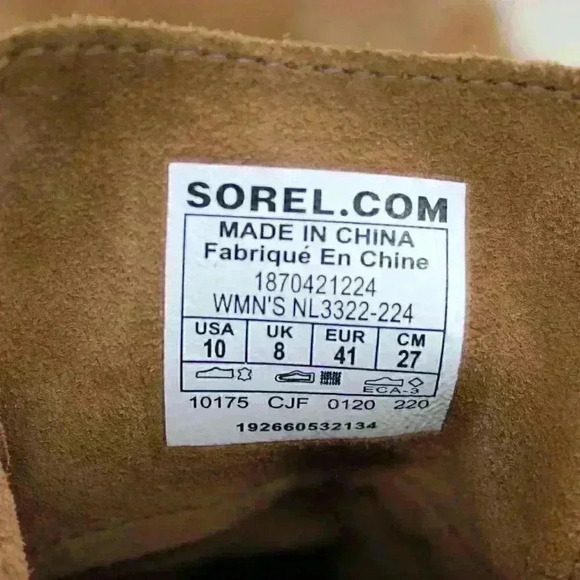 SOREL.COM
MADE IN CHINA
Fabriqué En Chine
1870421224
WMN'S NL3322-224
USA UK EUR CM
10 8 41 27
ECA-3
10175 CJF 0120 220
192660532134